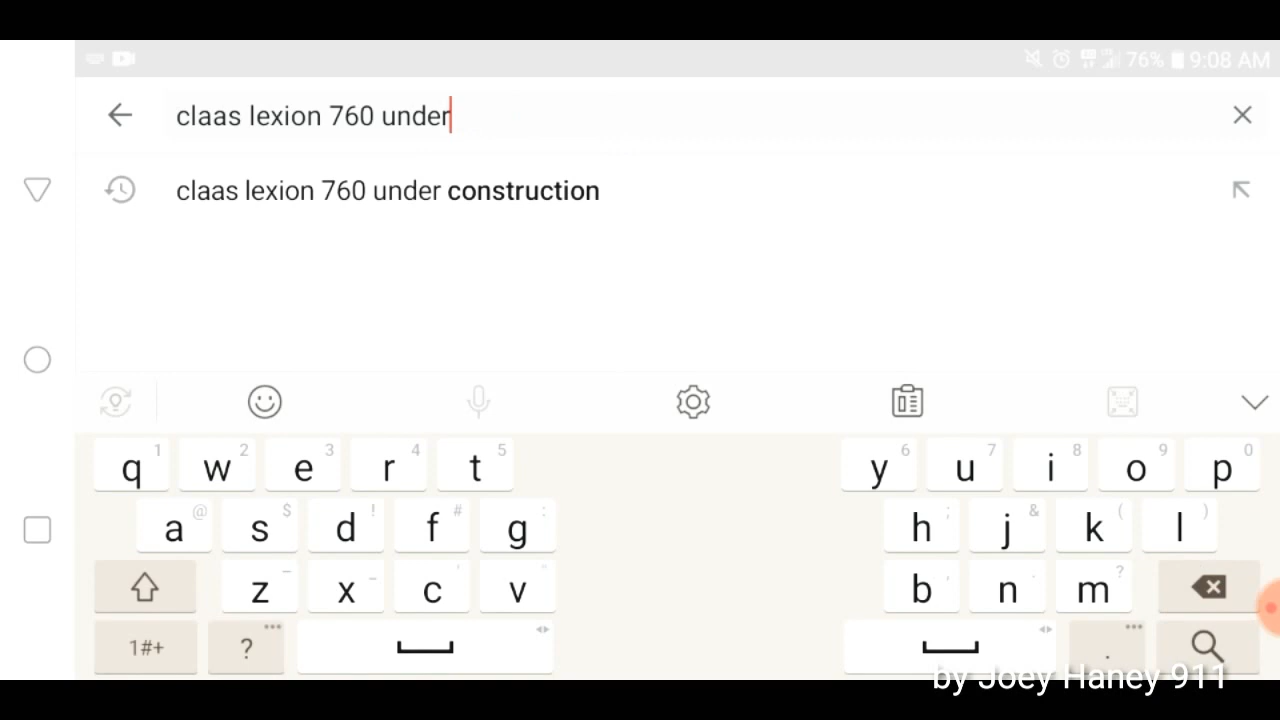 76% 9:08 AM
claas lexion 760 under
claas lexion 760 under construction
q 1 w 2 e 3 r 4 t 5 y 6 u 7 i 8 o 9 p 0
a @ s $ d ! f # g : h ; j & k ( l )
z x c v b n m ?
1#+ ? .
by Joey Haney 911